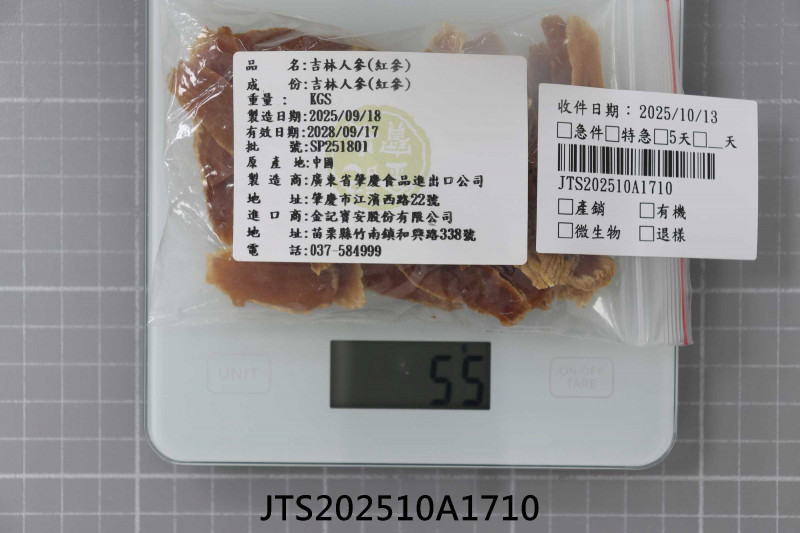 品 名:吉林人參(紅參)
成 份:吉林人參(紅參)
重量: KGS
製造日期:2025/09/18
有效日期:2028/09/17
批 號:SP251801
原 產 地:中國
製 造 商:廣東省肇慶食品進出口公司
地 址:肇慶市江濱西路22號
進 口 商:金記寶安股份有限公司
地 址:苗栗縣竹南鎮和興路338號
電 話:037-584999
收件日期:2025/10/13
□急件□特急□5天□__天
JTS202510A1710
□產銷 □有機
□微生物 □退樣
UNIT
55
ON/OFF
TARE
JTS202510A1710